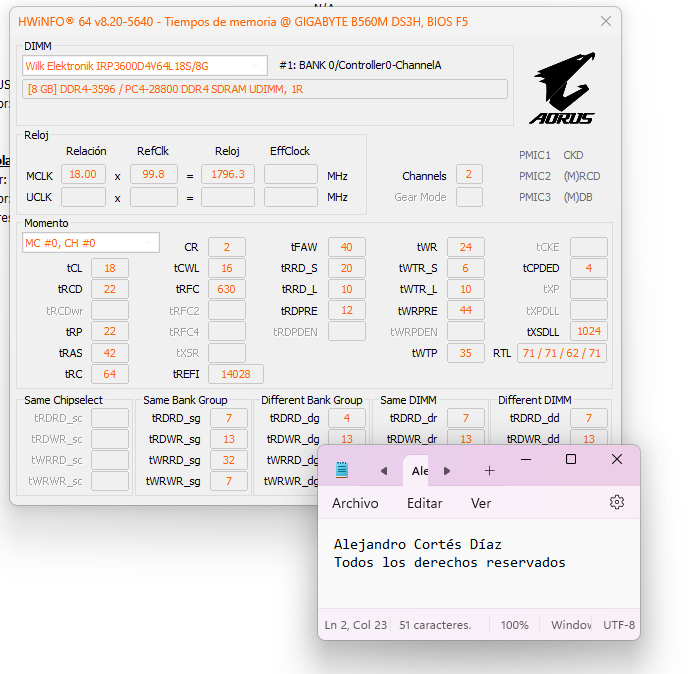 N/A
HWiNFO® 64 v8.20-5640 - Tiempos de memoria @ GIGABYTE B560M DS3H, BIOS F5
DIMM
Wilk Elektronik IRP3600D4V64L18S/8G #1: BANK 0/Controller0-ChannelA
[8 GB] DDR4-3596 / PC4-28800 DDR4 SDRAM UDIMM, 1R
AORUS
Reloj
Relación RefClk Reloj EffClock
MCLK 18.00 x 99.8 = 1796.3 MHz
UCLK x = MHz
Channels 2
Gear Mode
PMIC1 CKD
PMIC2 (M)RCD
PMIC3 (M)DB
Momento
MC #0, CH #0 CR 2 tFAW 40 tWR 24 tCKE
tCL 18 tCWL 16 tRRD_S 20 tWTR_S 6 tCPDED 4
tRCD 22 tRFC 630 tRRD_L 10 tWTR_L 10 tXP
tRCDwr tRFC2 tRDPRE 12 tWRPRE 44 tXPDLL
tRP 22 tRFC4 tRDPDEN tWRPDEN tXSDLL 1024
tRAS 42 tXSR tWTP 35 RTL 71 / 71 / 62 / 71
tRC 64 tREFI 14028
Same Chipselect Same Bank Group Different Bank Group Same DIMM Different DIMM
tRDRD_sc tRDRD_sg 7 tRDRD_dg 4 tRDRD_dr 7 tRDRD_dd 7
tRDWR_sc tRDWR_sg 13 tRDWR_dg 13 tRDWR_dr 13 tRDWR_dd 13
tWRRD_sc tWRRD_sg 32 tWRRD_dg
tWRWR_sc tWRWR_sg 7 tWRWR_dg
Ale
Archivo Editar Ver
Alejandro Cortés Díaz
Todos los derechos reservados
Ln 2, Col 23 51 caracteres. 100% Window UTF-8